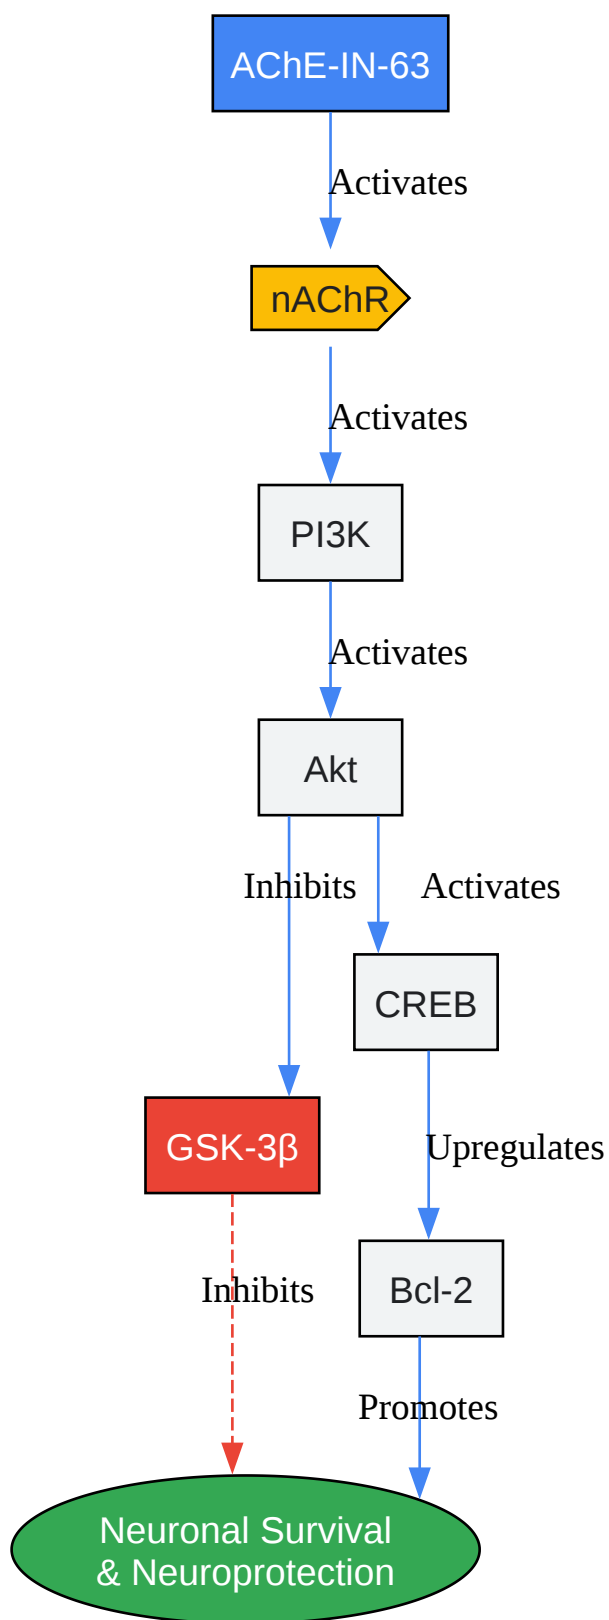 AChE-IN-63
Activates
nAChR
Activates
PI3K
Activates
Akt
Inhibits
Activates
CREB
GSK-3β
Upregulates
Inhibits
Bcl-2
Promotes
Neuronal Survival
& Neuroprotection